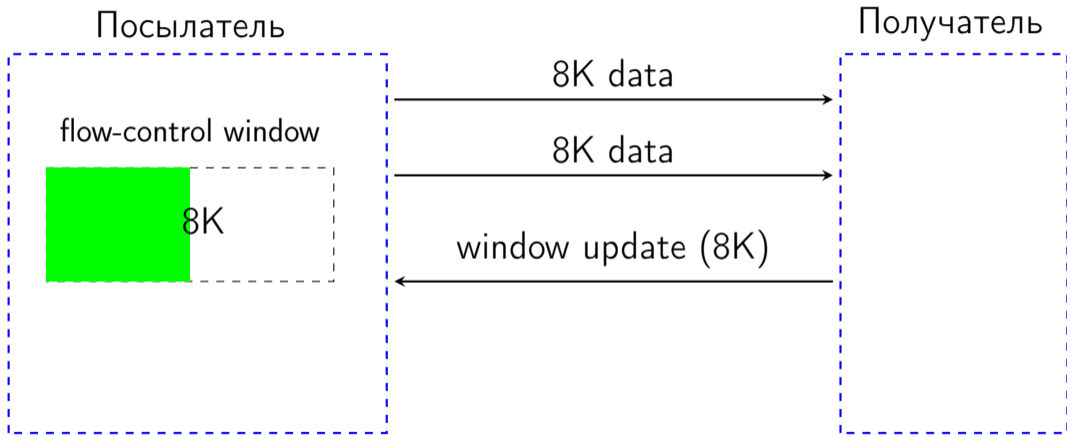 Посылатель
Получатель
8K data
flow-control window
8K data
8K
window update (8K)